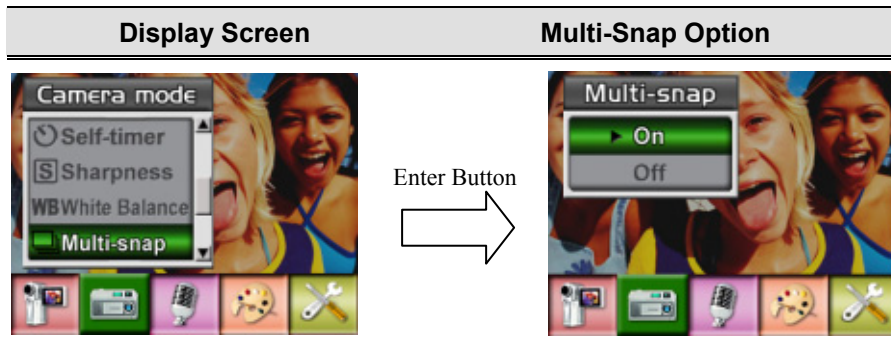 Display Screen Multi-Snap Option
Camera mode
Self-timer
S Sharpness
WB White Balance
Multi-snap
Enter Button
Multi-snap
On
Off